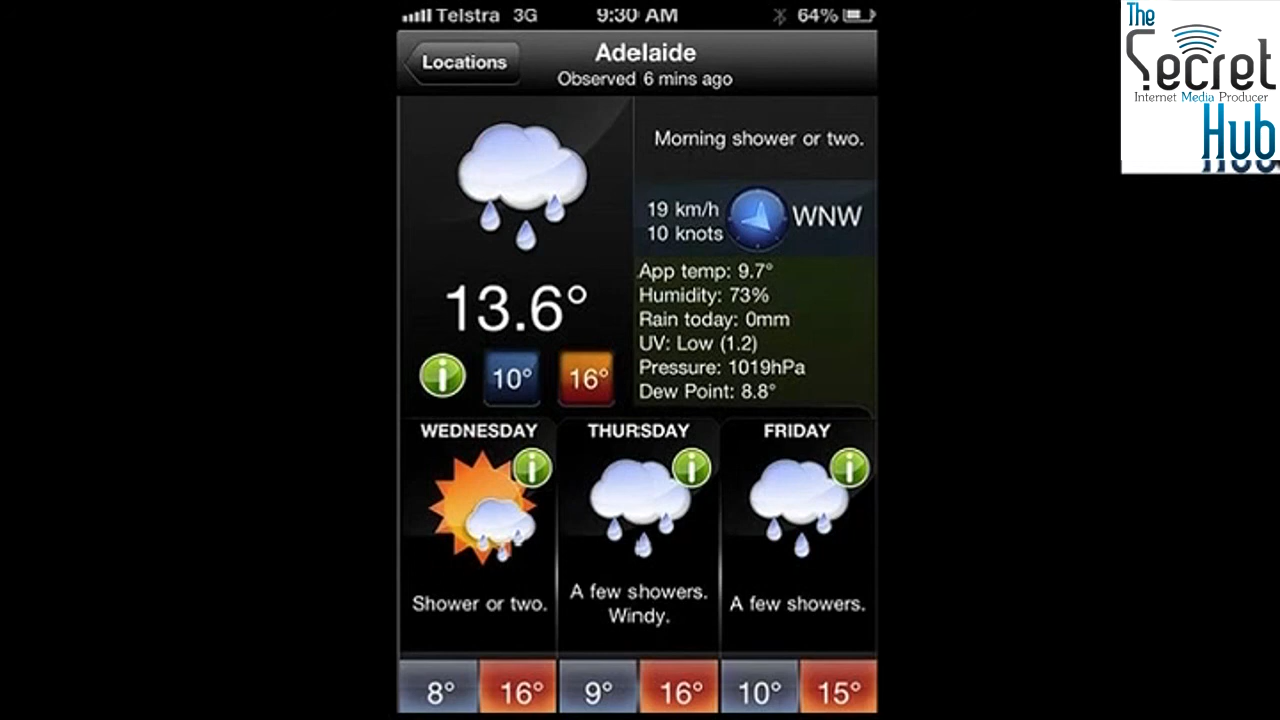 Telstra 3G 9:30 AM 64%
Locations
Adelaide
Observed 6 mins ago
Morning shower or two.
19 km/h
10 knots
WNW
13.6°
10° 16°
App temp: 9.7°
Humidity: 73%
Rain today: 0mm
UV: Low (1.2)
Pressure: 1019hPa
Dew Point: 8.8°
WEDNESDAY THURSDAY FRIDAY
Shower or two.
A few showers.
Windy.
A few showers.
8° 16° 9° 16° 10° 15°
The
Secret
Internet Media Producer
Hub